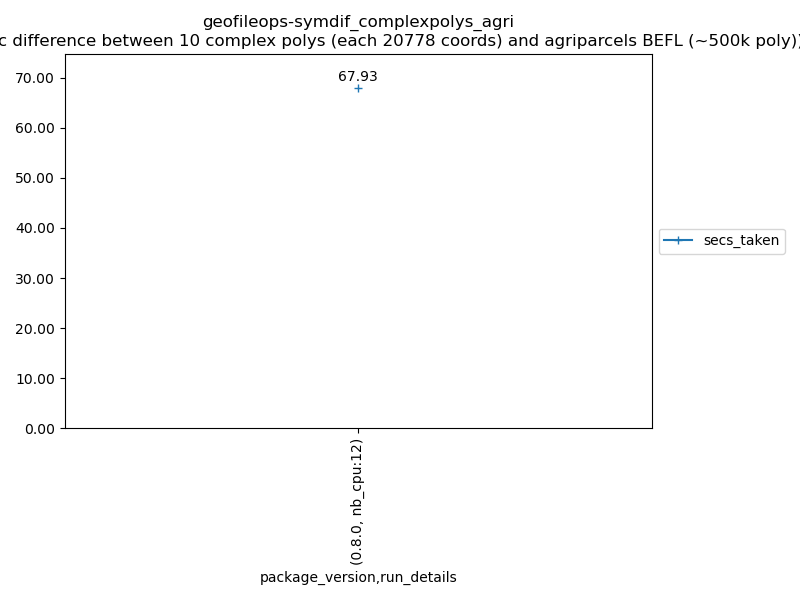 geofileops-symdif_complexpolys_agri
c difference between 10 complex polys (each 20778 coords) and agriparcels BEFL (~500k poly))
70.00
67.93
60.00
50.00
40.00
secs_taken
30.00
20.00
10.00
0.00
(0.8.0, nb_cpu:12)
package_version,run_details